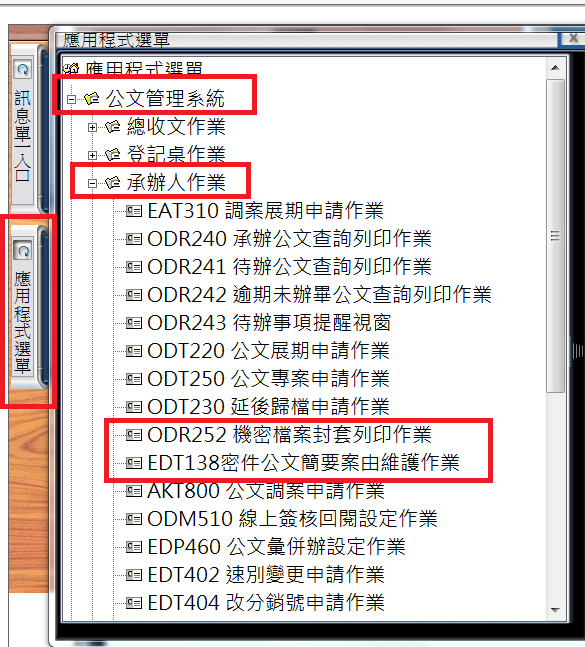 應用程式選單
應用程式選單
公文管理系統
總收文作業
登記桌作業
承辦人作業
EAT310 調案展期申請作業
ODR240 承辦公文查詢列印作業
ODR241 待辦公文查詢列印作業
ODR242 逾期未辦畢公文查詢列印作業
ODR243 待辦事項提醒視窗
ODT220 公文展期申請作業
ODT250 公文專案申請作業
ODT230 延後歸檔申請作業
ODR252 機密檔案封套列印作業
EDT138密件公文簡要案由維護作業
AKT800 公文調案申請作業
ODM510 線上簽核回閱設定作業
EDP460 公文彙併辦設定作業
EDT402 速別變更申請作業
EDT404 改分銷號申請作業
訊息單一入口
應用程式選單